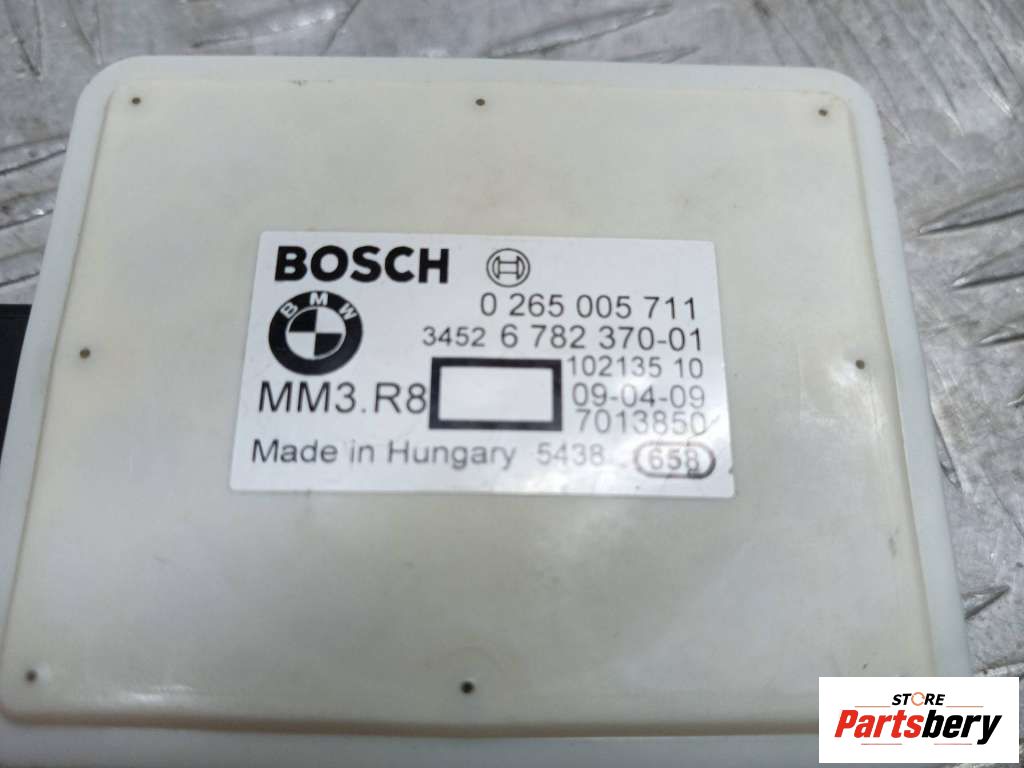 BOSCH
BMW
0 265 005 711
3452 6 782 370-01
102135 10
MM3.R8
09-04-09
7013850
Made in Hungary 5438 658
STORE
Partsbery